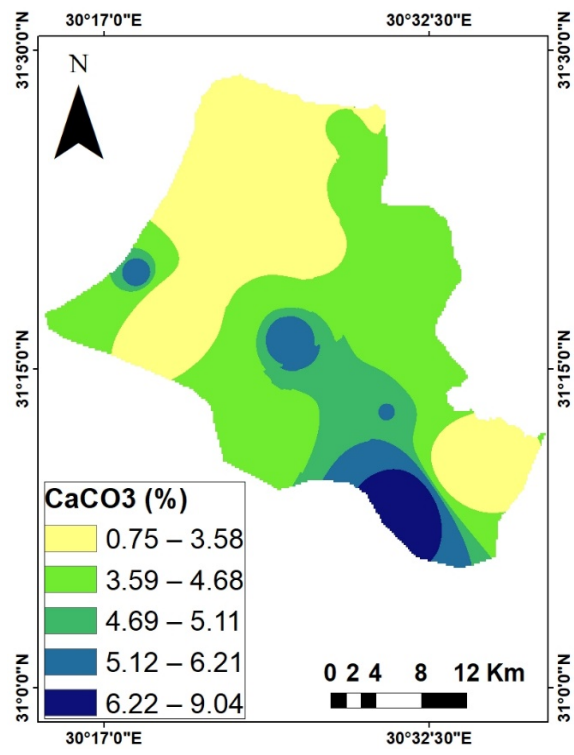 30°17'0"E 30°32'30"E
31°30'0"N 31°30'0"N
N
31°15'0"N 31°15'0"N
CaCO3 (%)
0.75 – 3.58
3.59 – 4.68
4.69 – 5.11
5.12 – 6.21
6.22 – 9.04
0 2 4 8 12 Km
31°0'0"N 31°0'0"N
30°17'0"E 30°32'30"E